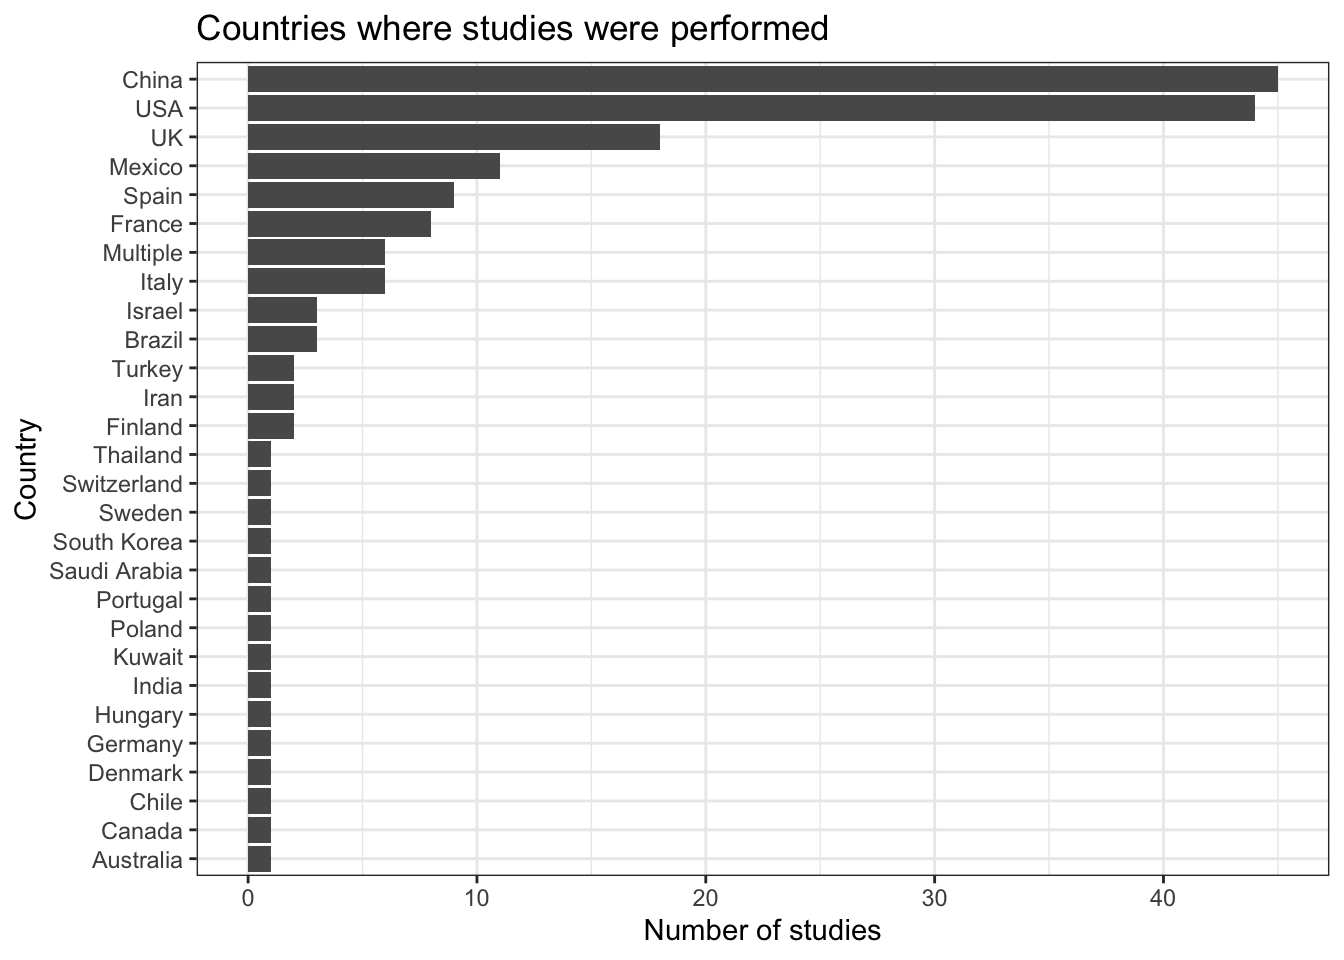 Countries where studies were performed
China
USA
UK
Mexico
Spain
France
Multiple
Italy
Israel
Brazil
Turkey
Iran
Finland
Thailand
Switzerland
Sweden
South Korea
Saudi Arabia
Portugal
Poland
Kuwait
India
Hungary
Germany
Denmark
Chile
Canada
Australia
Country
0 10 20 30 40
Number of studies